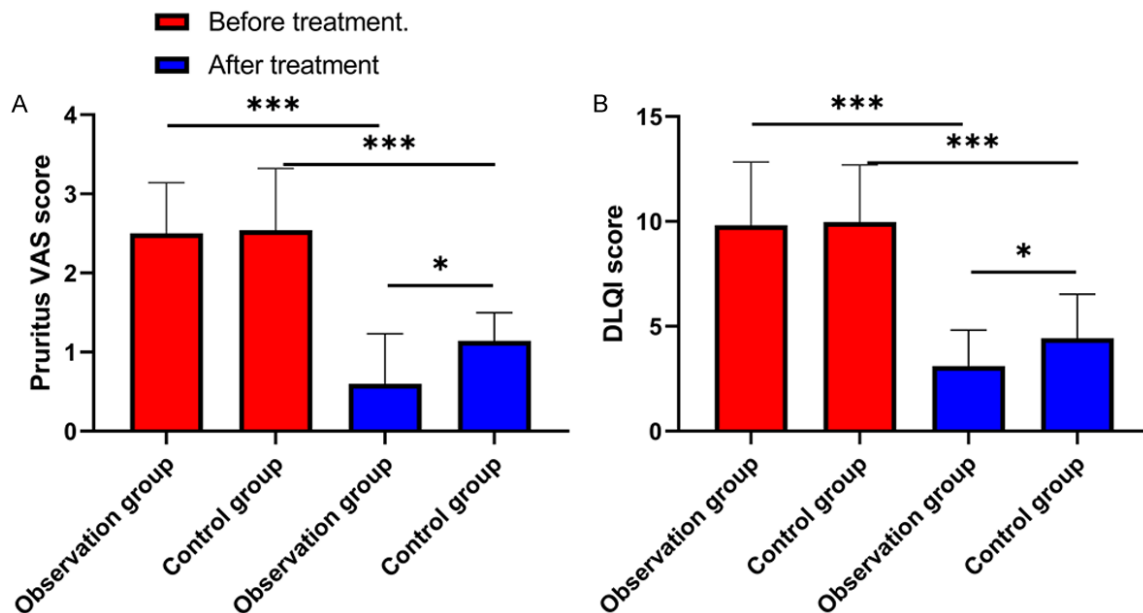 Before treatment.
After treatment
A
Pruritus VAS score
4
3
2
1
0
***
***
*
Observation group
Control group
Observation group
Control group
B
DLQI score
15
10
5
0
***
***
*
Observation group
Control group
Observation group
Control group